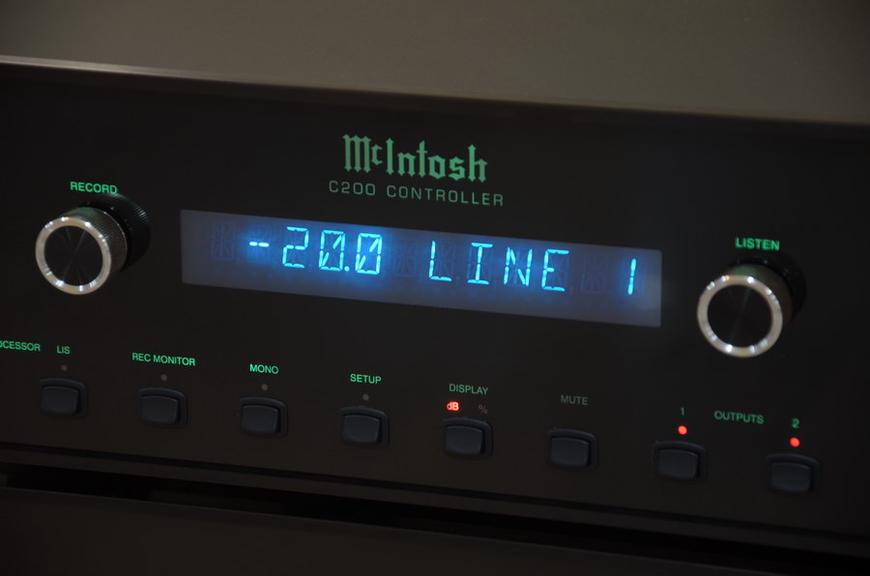 McIntosh
C200 CONTROLLER
RECORD
-20.0 LINE 1
LISTEN
LIS
REC MONITOR
MONO
SETUP
DISPLAY
dB %
MUTE
1 OUTPUTS 2